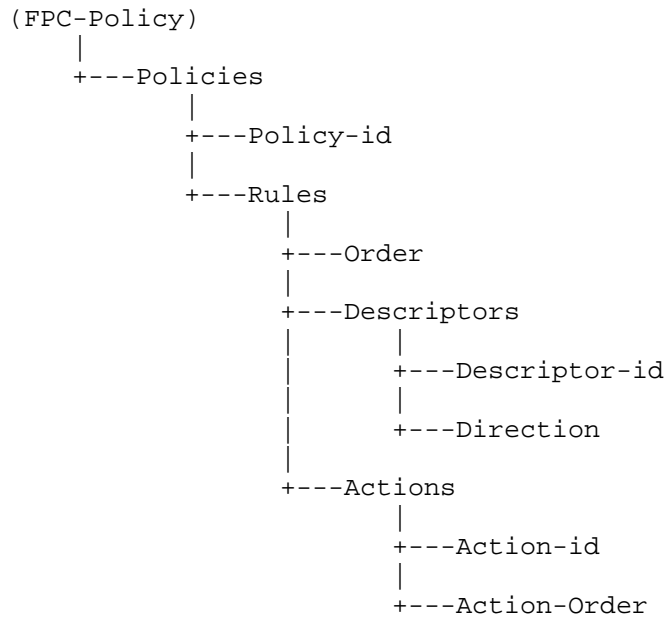 (FPC-Policy)
|
+---Policies
|
+---Policy-id
|
+---Rules
|
+---Order
|
+---Descriptors
| |
| +---Descriptor-id
| |
| +---Direction
|
+---Actions
|
+---Action-id
|
+---Action-Order